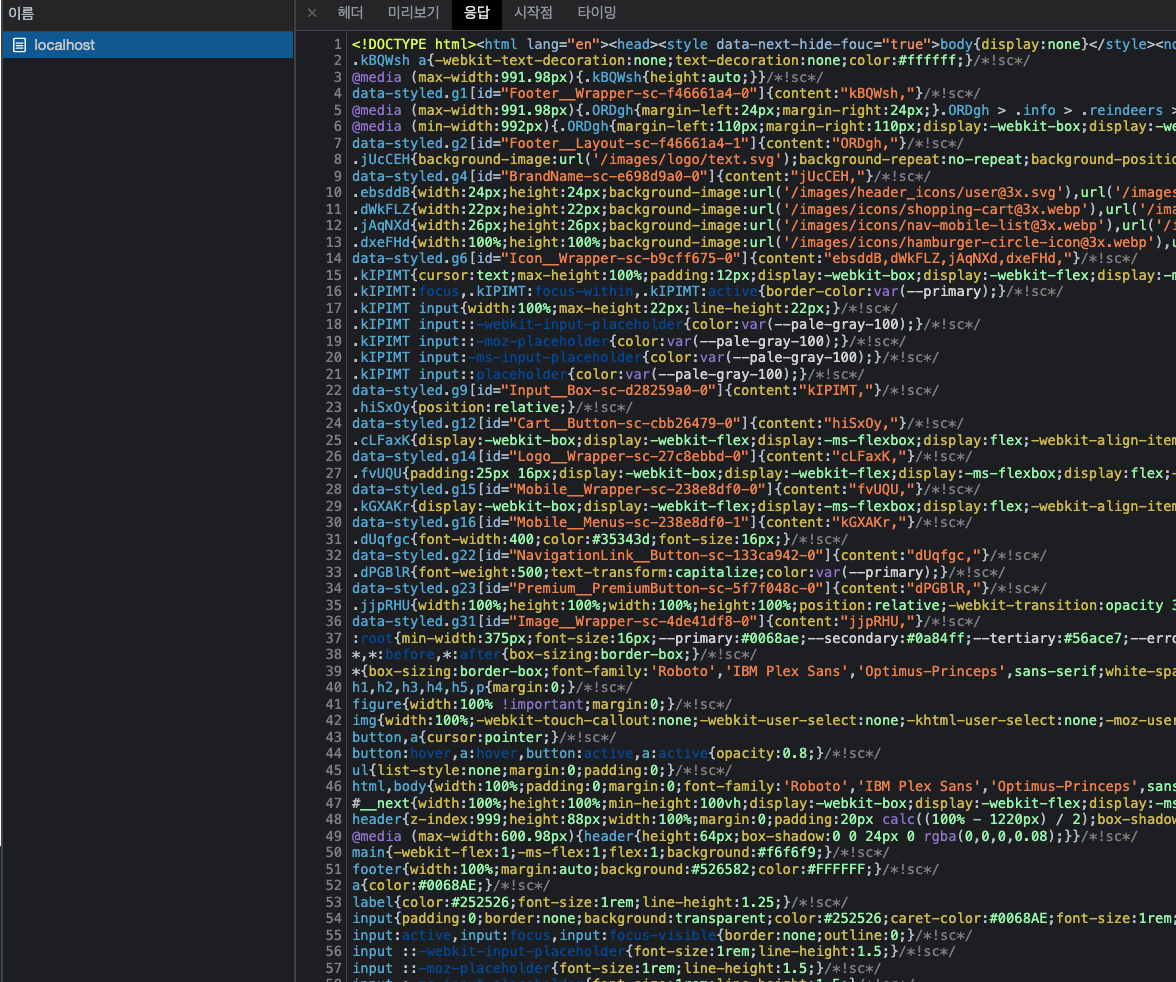 이름
× 헤더 미리보기 응답 시작점 타이밍
localhost
1 <!DOCTYPE html><html lang="en"><head><style data-next-hide-fouc="true">body{display:none}</style><no
2 .kBQWsh a{-webkit-text-decoration:none;text-decoration:none;color:#ffffff;}/*!sc*/
3 @media (max-width:991.98px){.kBQWsh{height:auto;}}/*!sc*/
4 data-styled.g1[id="Footer__Wrapper-sc-f46661a4-0"]{content:"kBQWsh,"}/*!sc*/
5 @media (max-width:991.98px){.ORDgh{margin-left:24px;margin-right:24px;}.ORDgh > .info > .reindeers >
6 @media (min-width:992px){.ORDgh{margin-left:110px;margin-right:110px;display:-webkit-box;display:-we
7 data-styled.g2[id="Footer__Layout-sc-f46661a4-1"]{content:"ORDgh,"}/*!sc*/
8 .jUcCEH{background-image:url('/images/logo/text.svg');background-repeat:no-repeat;background-positio
9 data-styled.g4[id="BrandName-sc-e698d9a0-0"]{content:"jUcCEH,"}/*!sc*/
10 .ebsddB{width:24px;height:24px;background-image:url('/images/header_icons/user@3x.svg'),url('/images
11 .dWkFLZ{width:22px;height:22px;background-image:url('/images/icons/shopping-cart@3x.webp'),url('/ima
12 .jAqNXd{width:26px;height:26px;background-image:url('/images/icons/nav-mobile-list@3x.webp'),url('/i
13 .dxeFHd{width:100%;height:100%;background-image:url('/images/icons/hamburger-circle-icon@3x.webp'),u
14 data-styled.g6[id="Icon__Wrapper-sc-b9cff675-0"]{content:"ebsddB,dWkFLZ,jAqNXd,dxeFHd,"}/*!sc*/
15 .kIPIMT{cursor:text;max-height:100%;padding:12px;display:-webkit-box;display:-webkit-flex;display:-m
16 .kIPIMT:focus,.kIPIMT:focus-within,.kIPIMT:active{border-color:var(--primary);}/*!sc*/
17 .kIPIMT input{width:100%;max-height:22px;line-height:22px;}/*!sc*/
18 .kIPIMT input::-webkit-input-placeholder{color:var(--pale-gray-100);}/*!sc*/
19 .kIPIMT input::-moz-placeholder{color:var(--pale-gray-100);}/*!sc*/
20 .kIPIMT input:-ms-input-placeholder{color:var(--pale-gray-100);}/*!sc*/
21 .kIPIMT input::placeholder{color:var(--pale-gray-100);}/*!sc*/
22 data-styled.g9[id="Input__Box-sc-d28259a0-0"]{content:"kIPIMT,"}/*!sc*/
23 .hiSxOy{position:relative;}/*!sc*/
24 data-styled.g12[id="Cart__Button-sc-cbb26479-0"]{content:"hiSxOy,"}/*!sc*/
25 .cLFaxK{display:-webkit-box;display:-webkit-flex;display:-ms-flexbox;display:flex;-webkit-align-item
26 data-styled.g14[id="Logo__Wrapper-sc-27c8ebbd-0"]{content:"cLFaxK,"}/*!sc*/
27 .fvUQU{padding:25px 16px;display:-webkit-box;display:-webkit-flex;display:-ms-flexbox;display:flex;-
28 data-styled.g15[id="Mobile__Wrapper-sc-238e8df0-0"]{content:"fvUQU,"}/*!sc*/
29 .kGXAKr{display:-webkit-box;display:-webkit-flex;display:-ms-flexbox;display:flex;-webkit-align-item
30 data-styled.g16[id="Mobile__Menus-sc-238e8df0-1"]{content:"kGXAKr,"}/*!sc*/
31 .dUqfgc{font-width:400;color:#35343d;font-size:16px;}/*!sc*/
32 data-styled.g22[id="NavigationLink__Button-sc-133ca942-0"]{content:"dUqfgc,"}/*!sc*/
33 .dPGBlR{font-weight:500;text-transform:capitalize;color:var(--primary);}/*!sc*/
34 data-styled.g23[id="Premium__PremiumButton-sc-5f7f048c-0"]{content:"dPGBlR,"}/*!sc*/
35 .jjpRHU{width:100%;height:100%;width:100%;height:100%;position:relative;-webkit-transition:opacity 3
36 data-styled.g31[id="Image__Wrapper-sc-4de41df8-0"]{content:"jjpRHU,"}/*!sc*/
37 :root{min-width:375px;font-size:16px;--primary:#0068ae;--secondary:#0a84ff;--tertiary:#56ace7;--erro
38 *,*:before,*:after{box-sizing:border-box;}/*!sc*/
39 *{box-sizing:border-box;font-family:'Roboto','IBM Plex Sans','Optimus-Princeps',sans-serif;white-spa
40 h1,h2,h3,h4,h5,p{margin:0;}/*!sc*/
41 figure{width:100% !important;margin:0;}/*!sc*/
42 img{width:100%;-webkit-touch-callout:none;-webkit-user-select:none;-khtml-user-select:none;-moz-user
43 button,a{cursor:pointer;}/*!sc*/
44 button:hover,a:hover,button:active,a:active{opacity:0.8;}/*!sc*/
45 ul{list-style:none;margin:0;padding:0;}/*!sc*/
46 html,body{width:100%;padding:0;margin:0;font-family:'Roboto','IBM Plex Sans','Optimus-Princeps',sans
47 #__next{width:100%;height:100%;min-height:100vh;display:-webkit-box;display:-webkit-flex;display:-ms
48 header{z-index:999;height:88px;width:100%;margin:0;padding:20px calc((100% - 1220px) / 2);box-shadow
49 @media (max-width:600.98px){header{height:64px;box-shadow:0 0 24px 0 rgba(0,0,0,0.08);}}/*!sc*/
50 main{-webkit-flex:1;-ms-flex:1;flex:1;background:#f6f6f9;}/*!sc*/
51 footer{width:100%;margin:auto;background:#526582;color:#FFFFFF;}/*!sc*/
52 a{color:#0068AE;}/*!sc*/
53 label{color:#252526;font-size:1rem;line-height:1.25;}/*!sc*/
54 input{padding:0;border:none;background:transparent;color:#252526;caret-color:#0068AE;font-size:1rem;
55 input:active,input:focus,input:focus-visible{border:none;outline:0;}/*!sc*/
56 input ::-webkit-input-placeholder{font-size:1rem;line-height:1.5;}/*!sc*/
57 input ::-moz-placeholder{font-size:1rem;line-height:1.5;}/*!sc*/